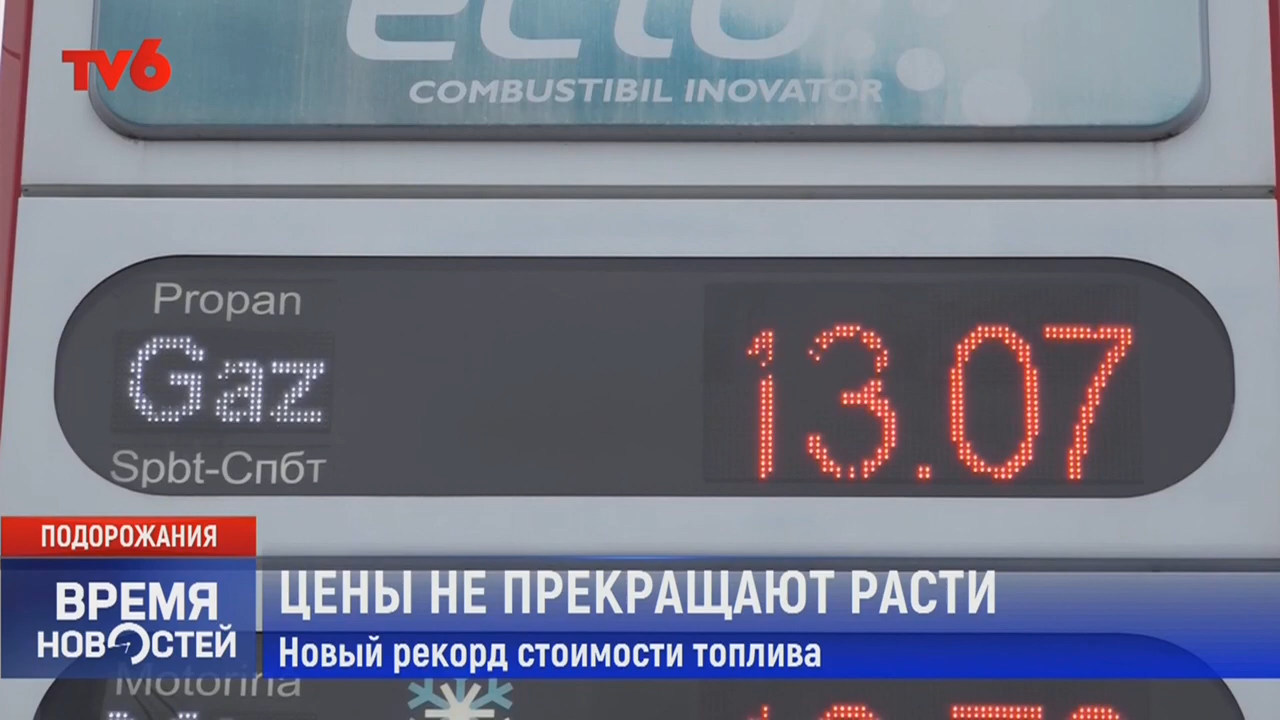 ecto
TV6
COMBUSTIBIL INOVATOR
Propan
Gaz
13.07
Spbt-Спбт
ПОДОРОЖАНИЯ
ВРЕМЯ
НОВОСТЕЙ
ЦЕНЫ НЕ ПРЕКРАЩАЮТ РАСТИ
Новый рекорд стоимости топлива
Motorina